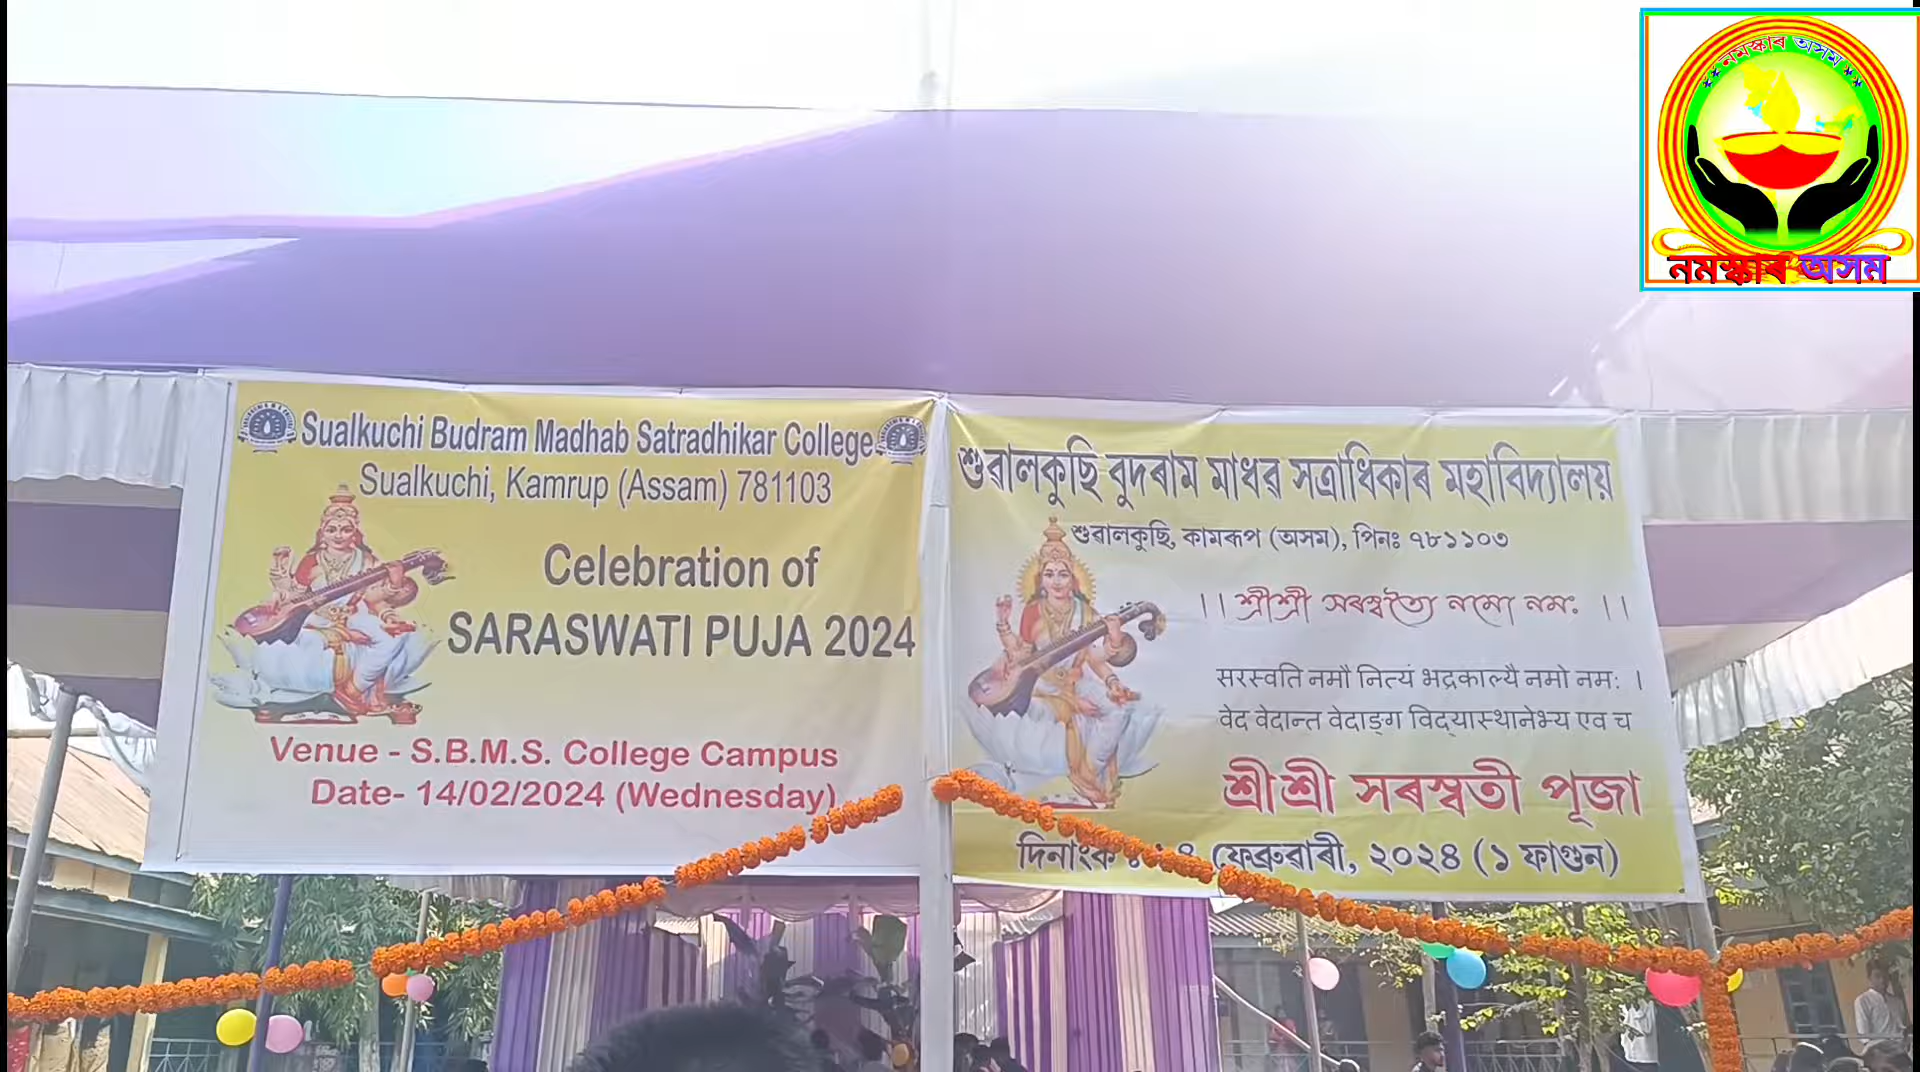 Sualkuchi Budram Madhab Satradhikar College
Sualkuchi, Kamrup (Assam) 781103
Celebration of
SARASWATI PUJA 2024
Venue - S.B.M.S. College Campus
Date- 14/02/2024 (Wednesday)
শুৱালকুছি বুদৰাম মাধৱ সত্ৰাধিকাৰ মহাবিদ্যালয়
শুৱালকুছি, কামৰূপ (অসম), পিনঃ ৭৮১১০৩
।। শ্ৰীশ্ৰী সৰস্বত্যৈ নমো নমঃ ।।
सरस्वति नमौ नित्यं भद्रकाल्यै नमो नमः ।
वेद वेदान्त वेदाङ्ग विद्यास्थानेभ्य एव च
শ্ৰীশ্ৰী সৰস্বতী পূজা
দিনাংক ফেব্ৰুৱাৰী, ২০২৪ (১ ফাগুন)
নমস্কাৰ অসম
নমস্কাৰ অসম